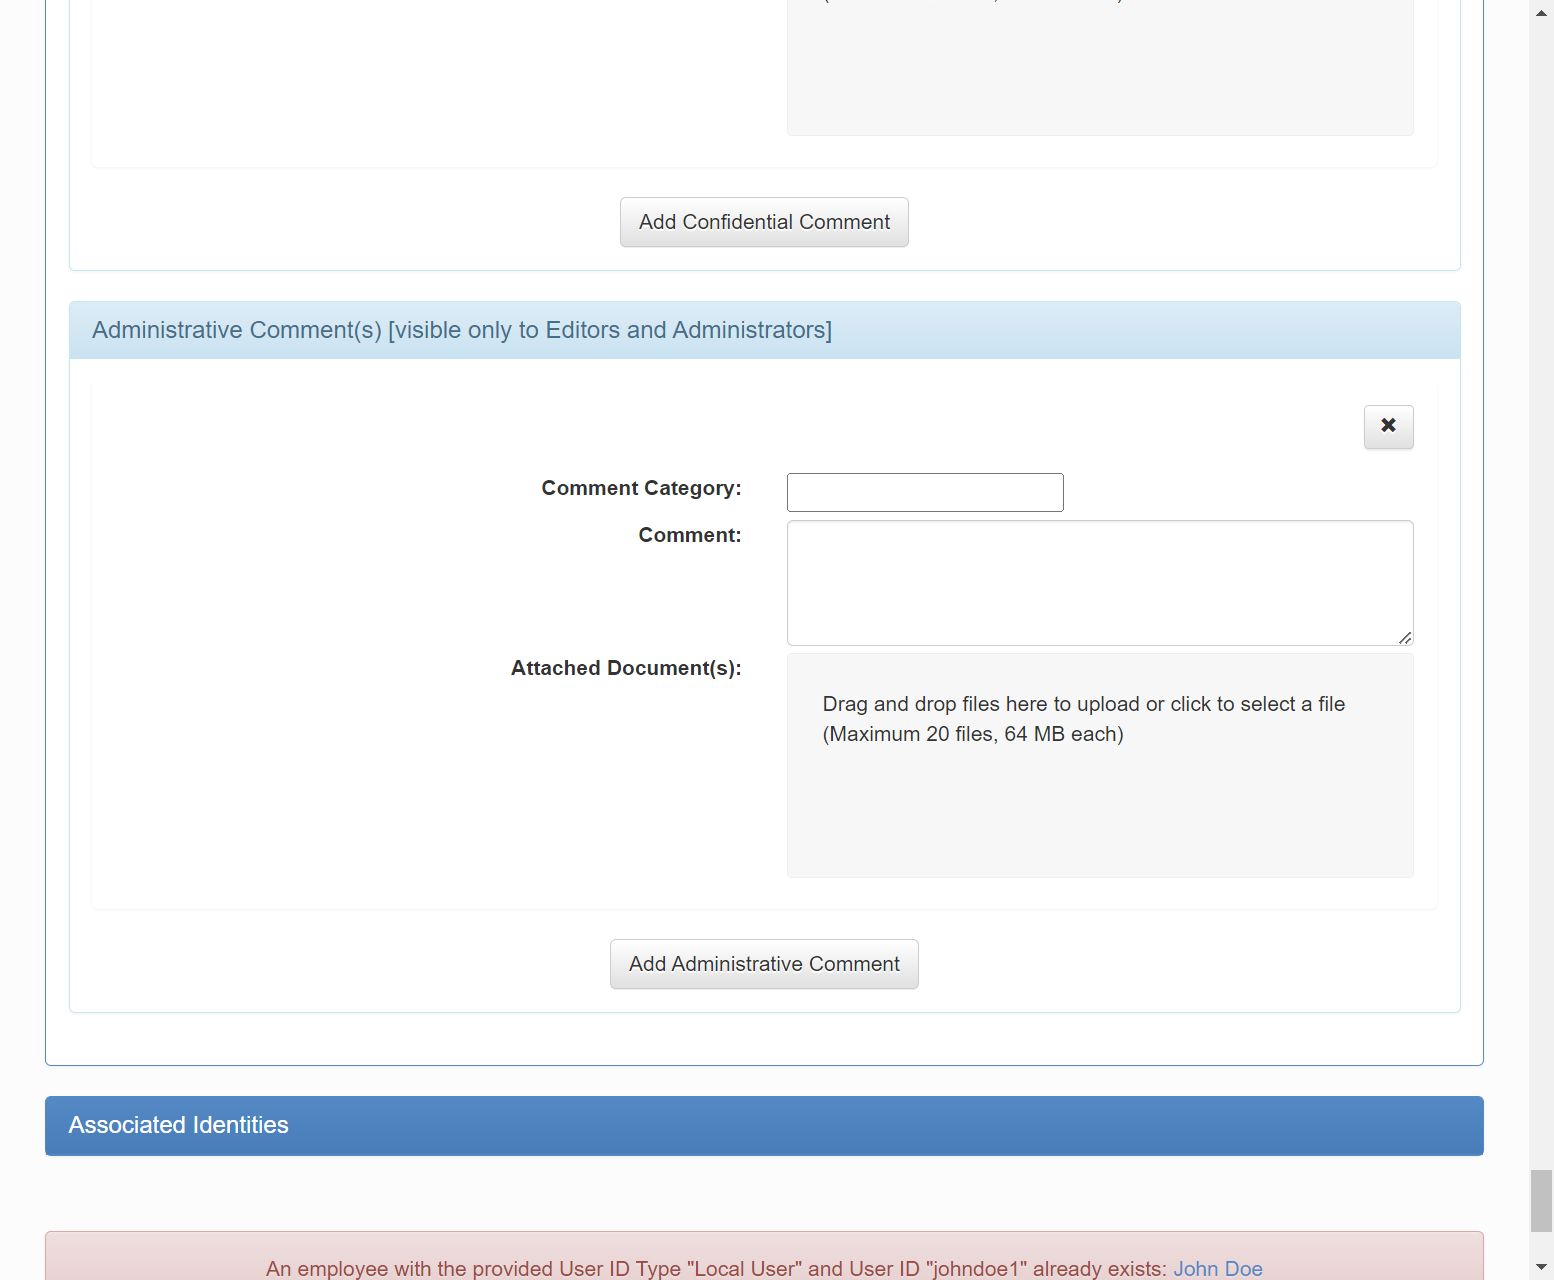 Add Confidential Comment
Administrative Comment(s) [visible only to Editors and Administrators]
Comment Category:
Comment:
Attached Document(s):
Drag and drop files here to upload or click to select a file
(Maximum 20 files, 64 MB each)
Add Administrative Comment
Associated Identities
An employee with the provided User ID Type "Local User" and User ID "johndoe1" already exists: John Doe